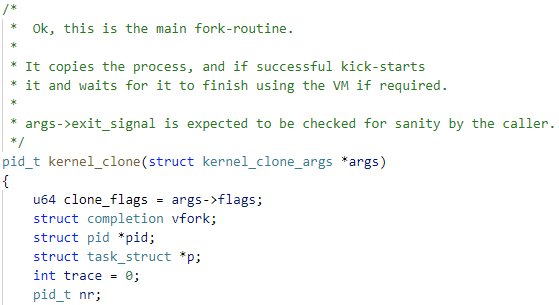 /*
 *  Ok, this is the main fork-routine.
 *
 * It copies the process, and if successful kick-starts
 * it and waits for it to finish using the VM if required.
 *
 * args->exit_signal is expected to be checked for sanity by the caller.
 */
pid_t kernel_clone(struct kernel_clone_args *args)
{
    u64 clone_flags = args->flags;
    struct completion vfork;
    struct pid *pid;
    struct task_struct *p;
    int trace = 0;
    pid_t nr;